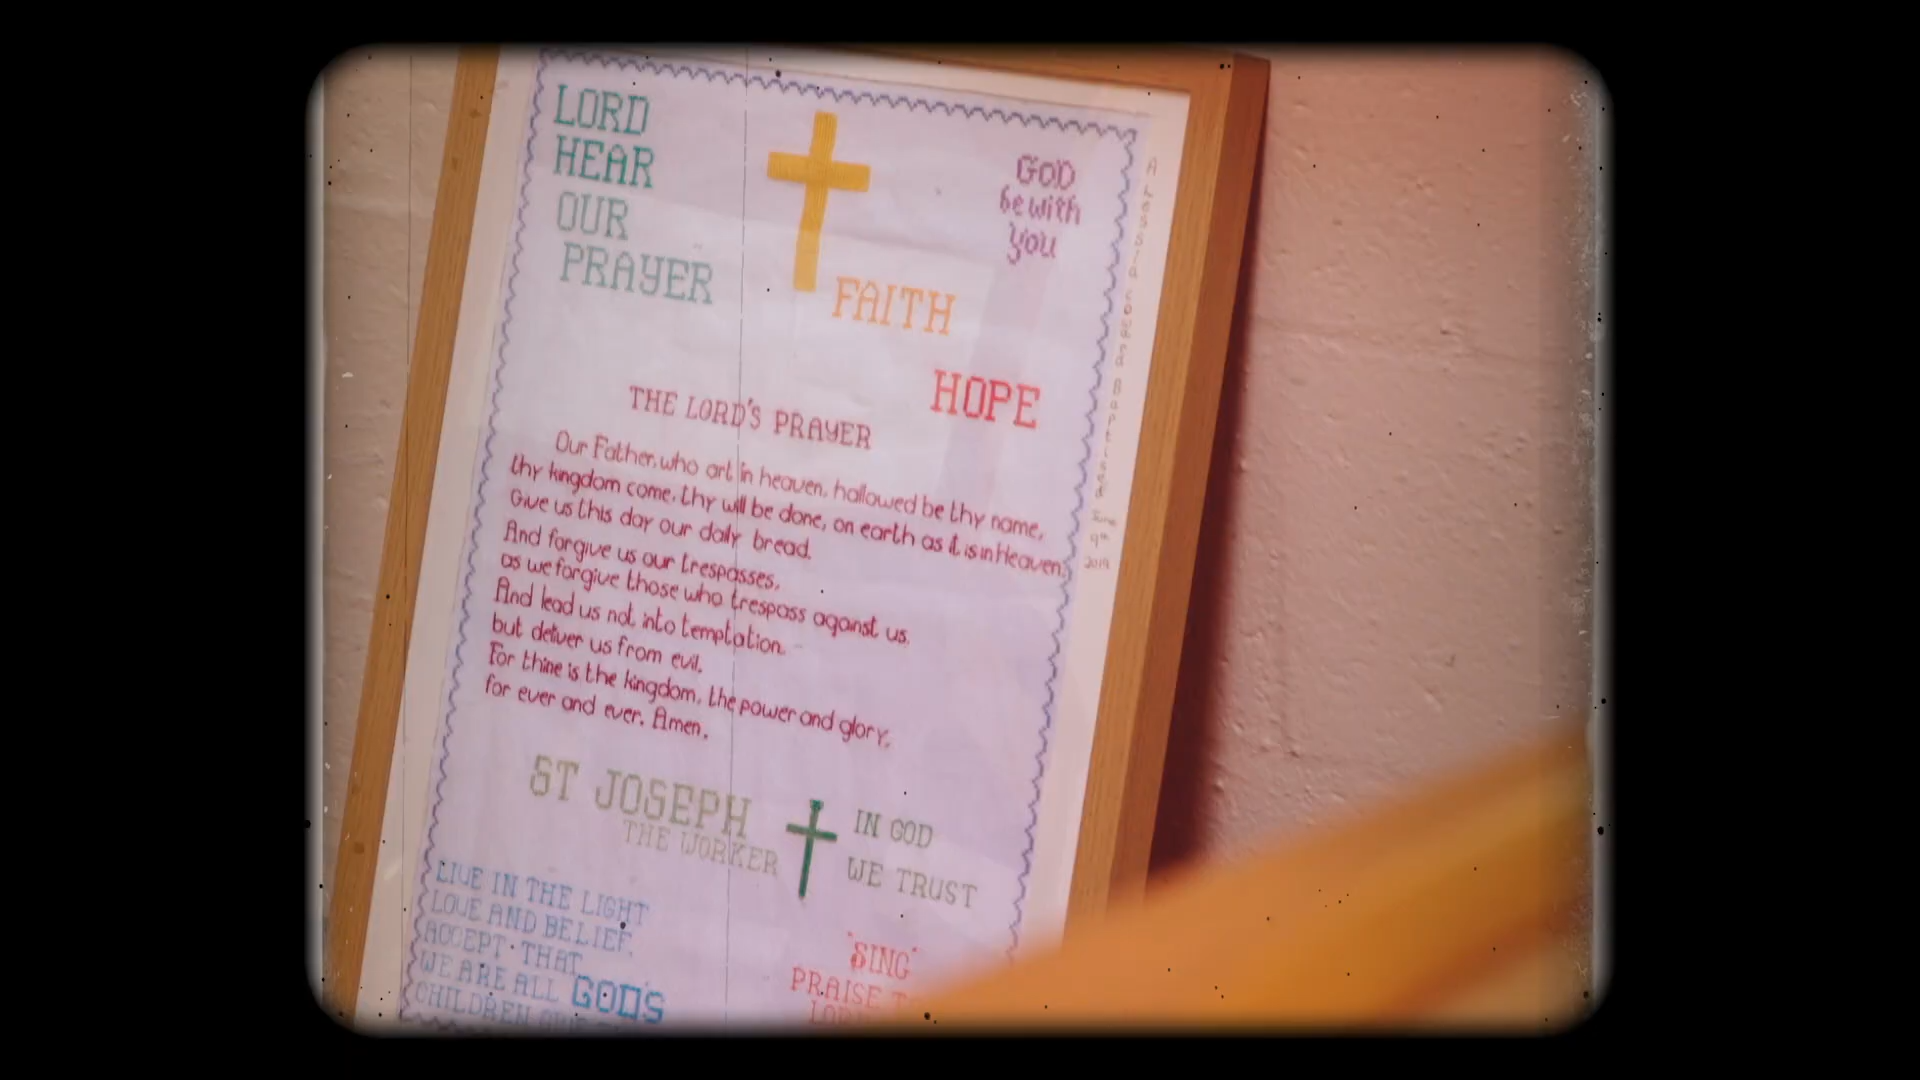 LORD
HEAR
OUR
PRAYER
GOD
be with
you
FAITH
HOPE
THE LORD'S PRAYER
Our Father, who art in heaven, hallowed be thy name,
thy kingdom come, thy will be done, on earth as it is in Heaven,
Give us this day our daily bread.
And forgive us our trespasses,
as we forgive those who trespass against us,
And lead us not into temptation
but deliver us from evil.
For thine is the kingdom, the power and glory,
for ever and ever. Amen.
ST JOSEPH
THE WORKER
IN GOD
WE TRUST
LIVE IN THE LIGHT
LOVE AND BELIEF,
ACCEPT THAT
WE ARE ALL GODS
CHILDREN
"SING"
PRAISE
June
9th
2019